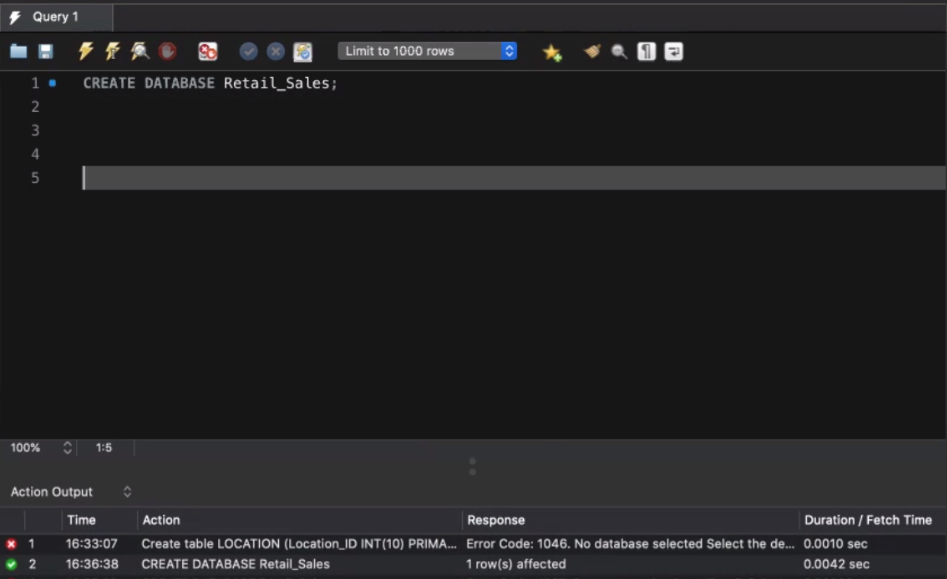 Query 1
Limit to 1000 rows
1 CREATE DATABASE Retail_Sales;
2
3
4
5
100% 1:5
Action Output
Time Action Response Duration / Fetch Time
1 16:33:07 Create table LOCATION (Location_ID INT(10) PRIMA... Error Code: 1046. No database selected Select the de... 0.0010 sec
2 16:36:38 CREATE DATABASE Retail_Sales 1 row(s) affected 0.0042 sec